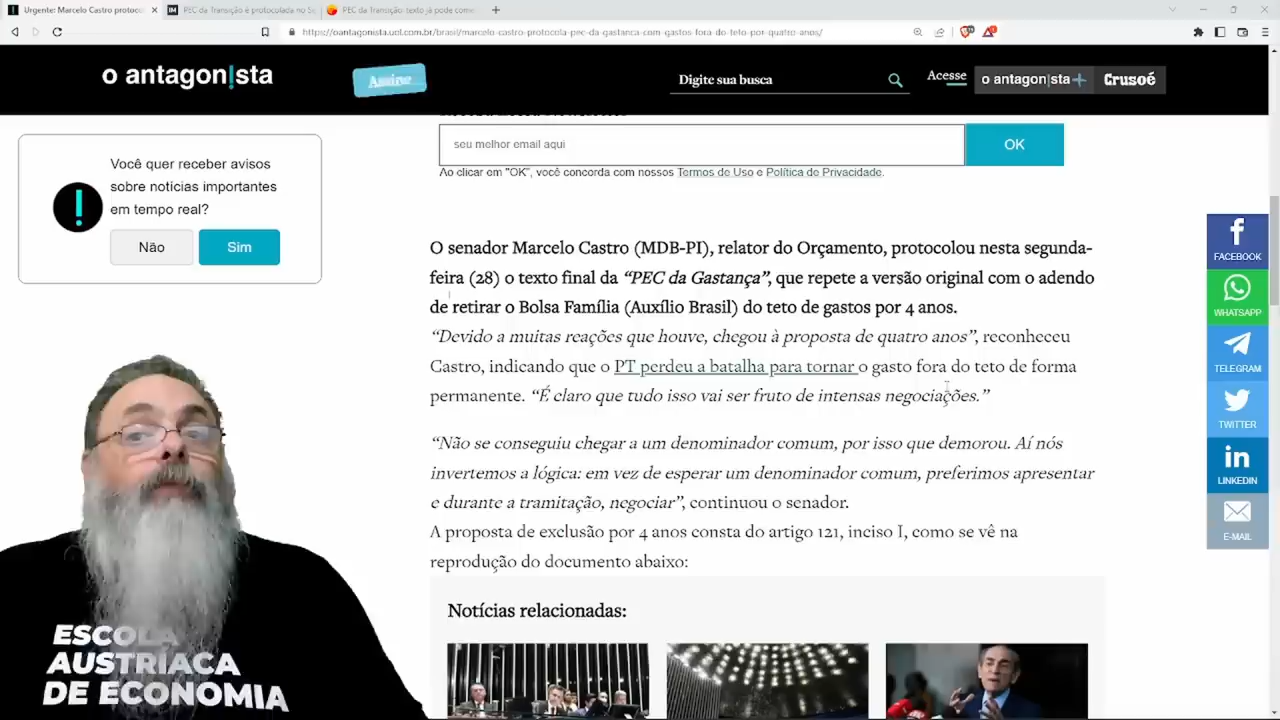 Urgente: Marcelo Castro protoco
PEC da Transição é protocolada no Se
PEC da Transição: texto já pode come
https://oantagonista.uol.com.br/brasil/marcelo-castro-protocola-pec-da-gastanca-com-gastos-fora-do-teto-por-quatro-anos/
o antagon!sta
Assine
Digite sua busca
Acesse
o antagon|sta+
Crusoé
seu melhor email aqui
OK
Ao clicar em "OK", você concorda com nossos Termos de Uso e Política de Privacidade.
Você quer receber avisos
sobre notícias importantes
em tempo real?
Não
Sim
O senador Marcelo Castro (MDB-PI), relator do Orçamento, protocolou nesta segunda-
feira (28) o texto final da “PEC da Gastança”, que repete a versão original com o adendo
de retirar o Bolsa Família (Auxílio Brasil) do teto de gastos por 4 anos.
“Devido a muitas reações que houve, chegou à proposta de quatro anos”, reconheceu
Castro, indicando que o PT perdeu a batalha para tornar o gasto fora do teto de forma
permanente. “É claro que tudo isso vai ser fruto de intensas negociações.”
“Não se conseguiu chegar a um denominador comum, por isso que demorou. Aí nós
invertemos a lógica: em vez de esperar um denominador comum, preferimos apresentar
e durante a tramitação, negociar”, continuou o senador.
A proposta de exclusão por 4 anos consta do artigo 121, inciso I, como se vê na
reprodução do documento abaixo:
Notícias relacionadas:
FACEBOOK
WHATSAPP
TELEGRAM
TWITTER
LINKEDIN
E-MAIL
ESCOLA
AUSTRÍACA
DE ECONOMIA